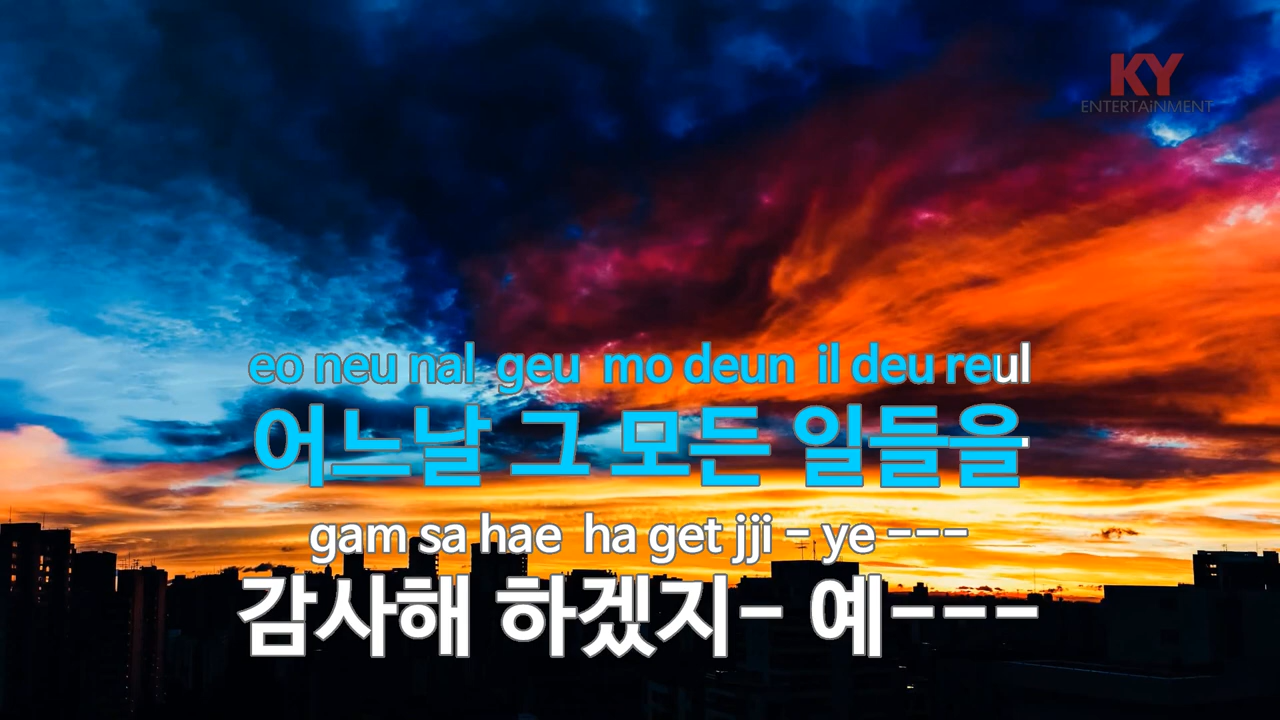 KY
ENTERTAiNMENT
eo neu nal geu mo deun il deu reul
어느날 그 모든 일들을
gam sa hae ha get jji - ye ---
감사해 하겠지- 예---